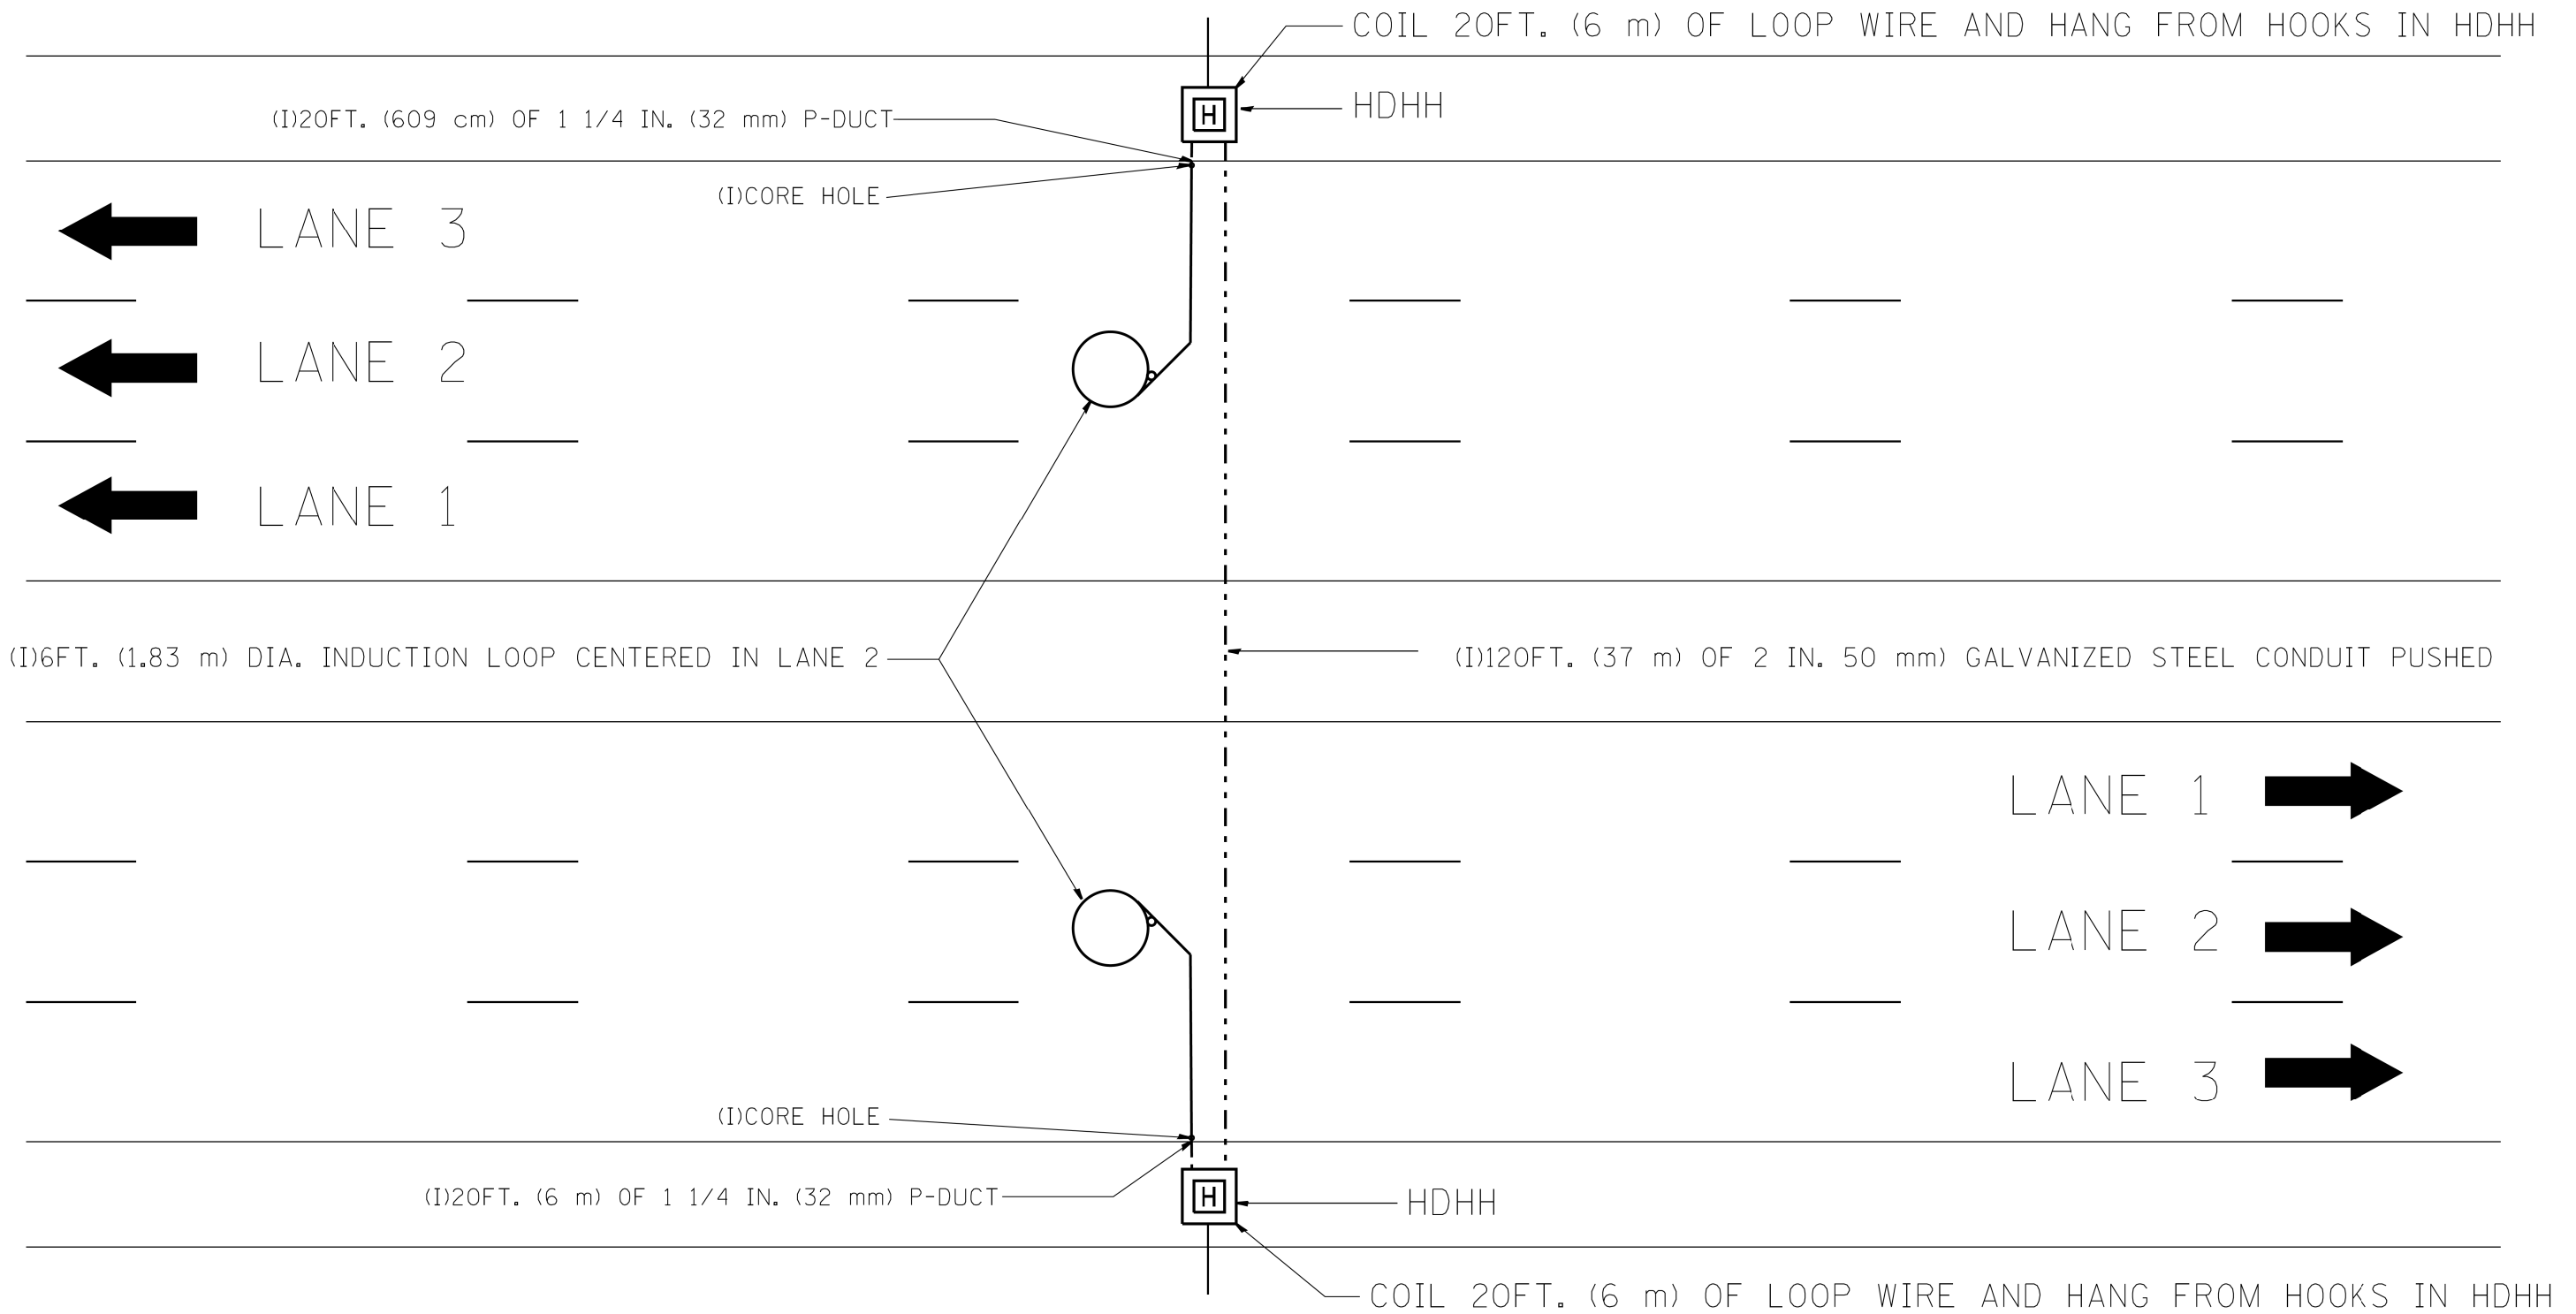 COIL 20FT. (6 m) OF LOOP WIRE AND HANG FROM HOOKS IN HDHH
HDHH
H
(I)20FT. (609 cm) OF 1 1/4 IN. (32 mm) P-DUCT
(I)CORE HOLE
LANE 3
LANE 2
LANE 1
(I)6FT. (1.83 m) DIA. INDUCTION LOOP CENTERED IN LANE 2
(I)120FT. (37 m) OF 2 IN. 50 mm) GALVANIZED STEEL CONDUIT PUSHED
LANE 1
LANE 2
LANE 3
(I)CORE HOLE
(I)20FT. (6 m) OF 1 1/4 IN. (32 mm) P-DUCT
H
HDHH
COIL 20FT. (6 m) OF LOOP WIRE AND HANG FROM HOOKS IN HDHH